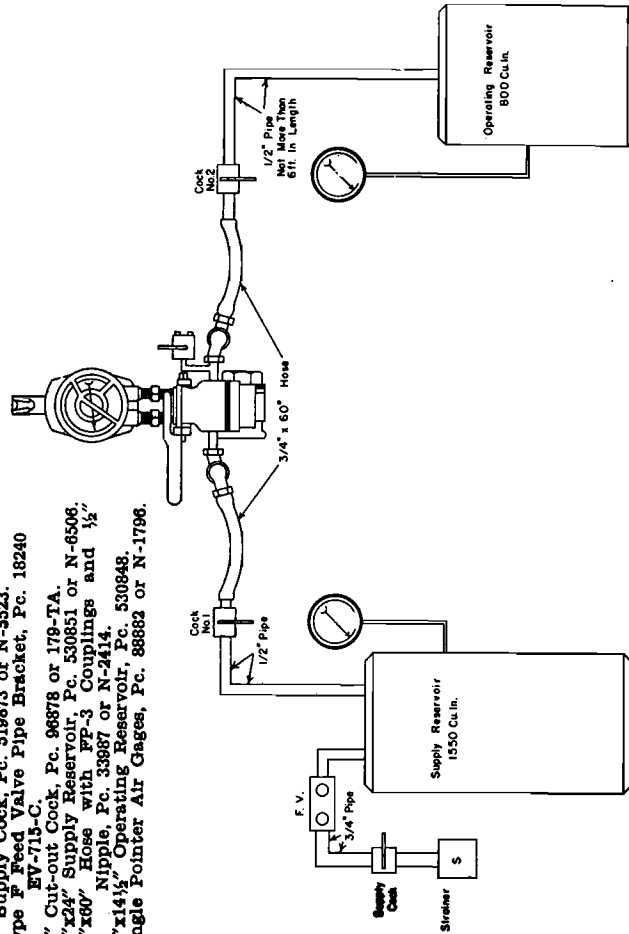 Supply Cock, Pc. 519873 or N-3523.
ype F Feed Valve Pipe Bracket, Pc. 18240
EV-715-C.
" Cut-out Cock, Pc. 96878 or 179-TA.
"x24" Supply Reservoir, Pc. 530851 or N-6506.
"x60" Hose with FP-3 Couplings and ½"
Nipple, Pc. 33987 or N-2414.
"x14½" Operating Reservoir, Pc. 530848.
ngle Pointer Air Gages, Pc. 88882 or N-1796.
Cock
No.2
1/2" Pipe
Not More Than
6 ft. In Length
Operating Reservoir
800 Cu.In.
3/4" x 60" Hose
Cock
No.1
1/2" Pipe
Supply Reservoir
1550 Cu.In.
F. V.
3/4" Pipe
Supply
Cock
S
Strainer